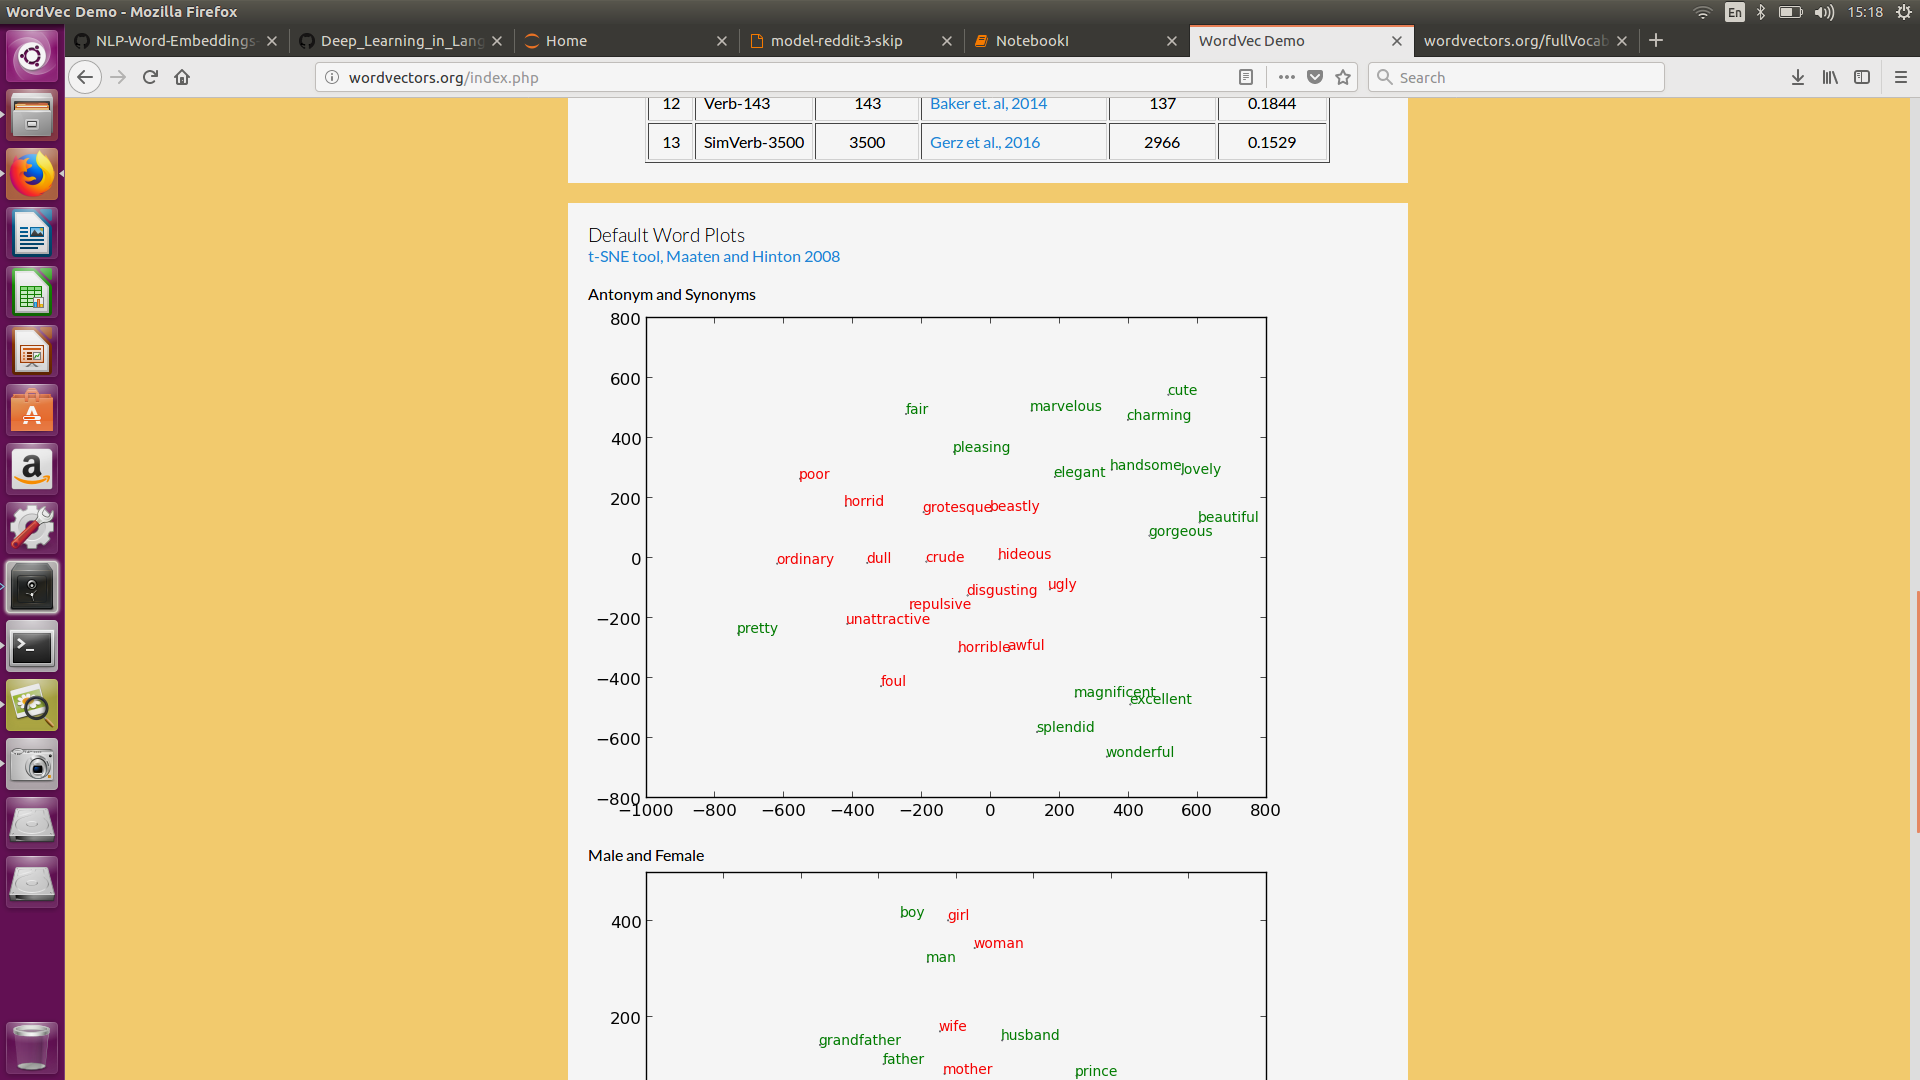 WordVec Demo - Mozilla Firefox
En
15:18
NLP-Word-Embeddings-
Deep_Learning_in_Lang
Home
model-reddit-3-skip
NotebookI
WordVec Demo
wordvectors.org/fullVocab
wordvectors.org/index.php
Search
12 Verb-143 143 Baker et. al, 2014 137 0.1844
13 SimVerb-3500 3500 Gerz et al., 2016 2966 0.1529
Default Word Plots
t-SNE tool, Maaten and Hinton 2008
Antonym and Synonyms
800
600
cute
fair
marvelous
charming
400
pleasing
handsome
lovely
poor
elegant
200
horrid
grotesque
beastly
beautiful
gorgeous
0
ordinary
dull
crude
hideous
disgusting
ugly
repulsive
−200
unattractive
pretty
horrible
awful
−400
foul
magnificent
excellent
splendid
−600
wonderful
−800
−1000 −800 −600 −400 −200 0 200 400 600 800
Male and Female
400
boy
girl
woman
man
200
wife
husband
grandfather
father
mother
prince